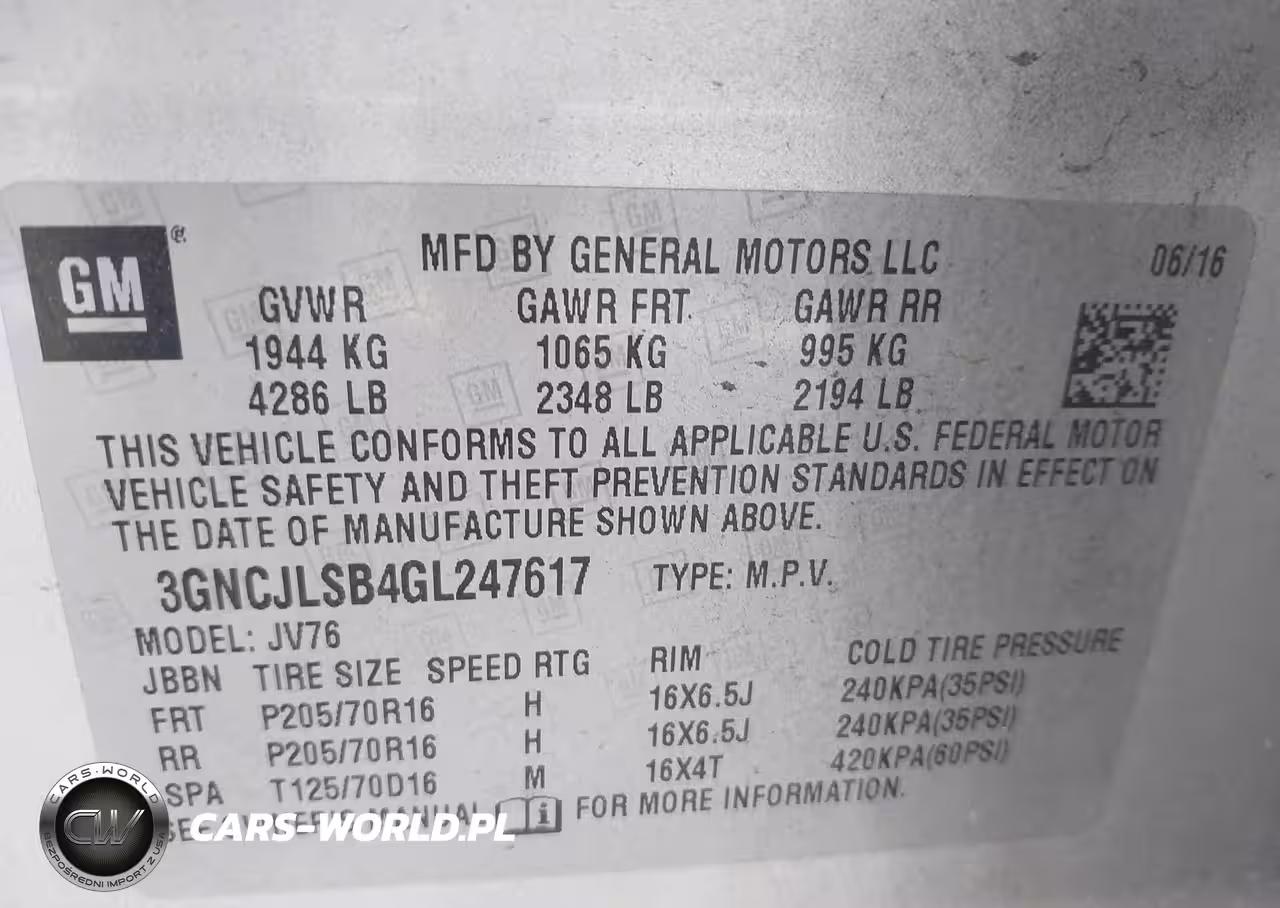 GM
MFD BY GENERAL MOTORS LLC
06/16
GVWR GAWR FRT GAWR RR
1944 KG 1065 KG 995 KG
4286 LB 2348 LB 2194 LB
THIS VEHICLE CONFORMS TO ALL APPLICABLE U.S. FEDERAL MOTOR
VEHICLE SAFETY AND THEFT PREVENTION STANDARDS IN EFFECT ON
THE DATE OF MANUFACTURE SHOWN ABOVE.
3GNCJLSB4GL247617 TYPE: M.P.V.
MODEL: JV76
JBBN TIRE SIZE SPEED RTG RIM COLD TIRE PRESSURE
FRT P205/70R16 H 16X6.5J 240KPA(35PSI)
RR P205/70R16 H 16X6.5J 240KPA(35PSI)
SPA T125/70D16 M 16X4T 420KPA(60PSI)
MANUAL FOR MORE INFORMATION.
CARS-WORLD
CW
BEZPOŚREDNI IMPORT Z USA
CARS-WORLD.PL